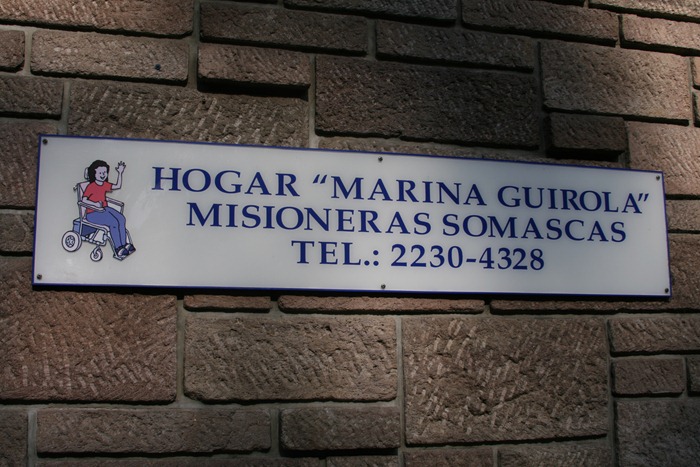 HOGAR “MARINA GUIROLA”
MISIONERAS SOMASCAS
TEL.: 2230-4328